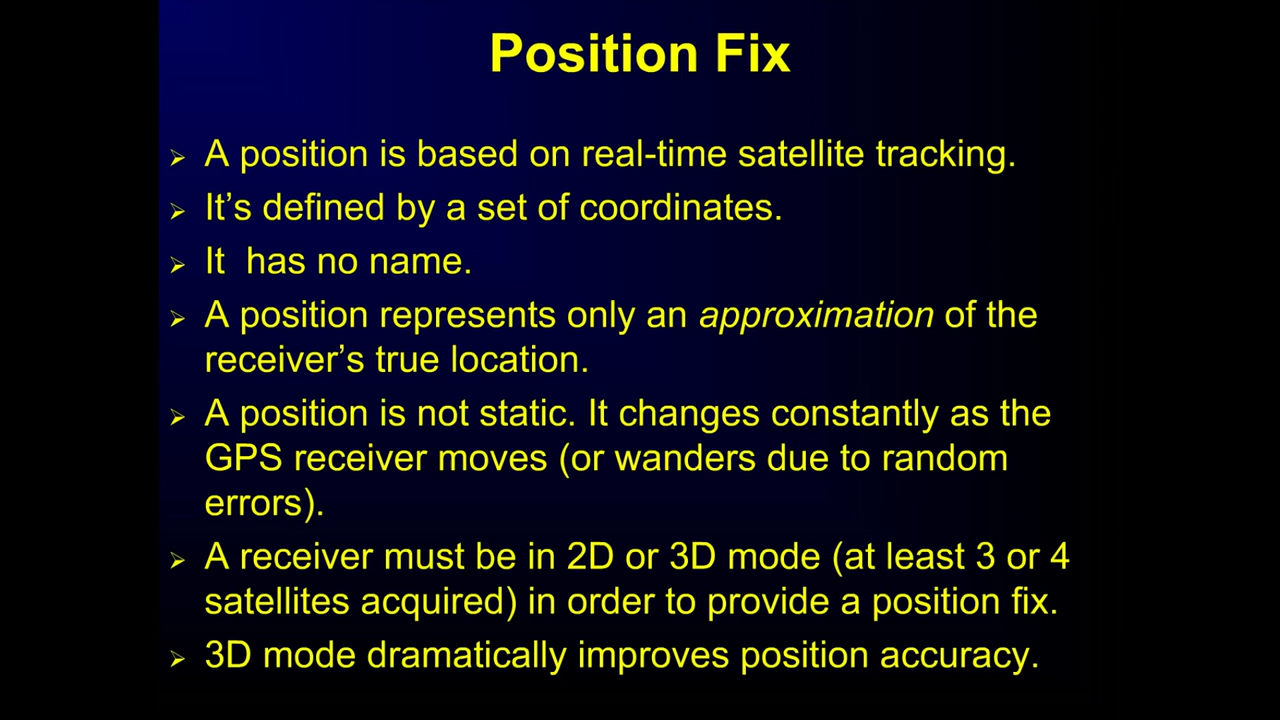 Position Fix
➢ A position is based on real-time satellite tracking.
➢ It’s defined by a set of coordinates.
➢ It  has no name.
➢ A position represents only an approximation of the
receiver’s true location.
➢ A position is not static. It changes constantly as the
GPS receiver moves (or wanders due to random
errors).
➢ A receiver must be in 2D or 3D mode (at least 3 or 4
satellites acquired) in order to provide a position fix.
➢ 3D mode dramatically improves position accuracy.